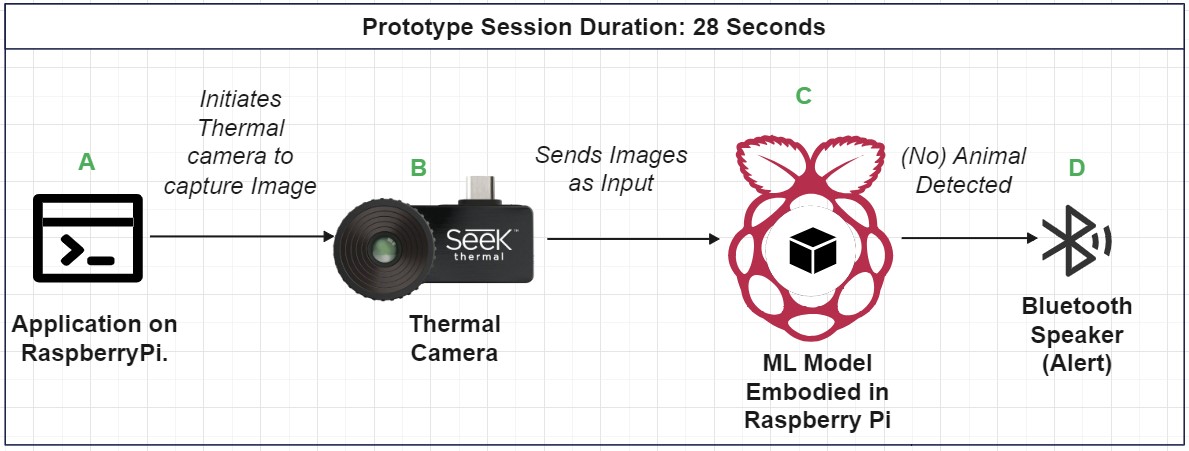 Prototype Session Duration: 28 Seconds
A
Initiates
Thermal
camera to
capture Image
Application on
RaspberryPi.
B
SeeK™
thermal
Thermal
Camera
Sends Images
as Input
C
ML Model
Embodied in
Raspberry Pi
(No) Animal
Detected
D
Bluetooth
Speaker
(Alert)